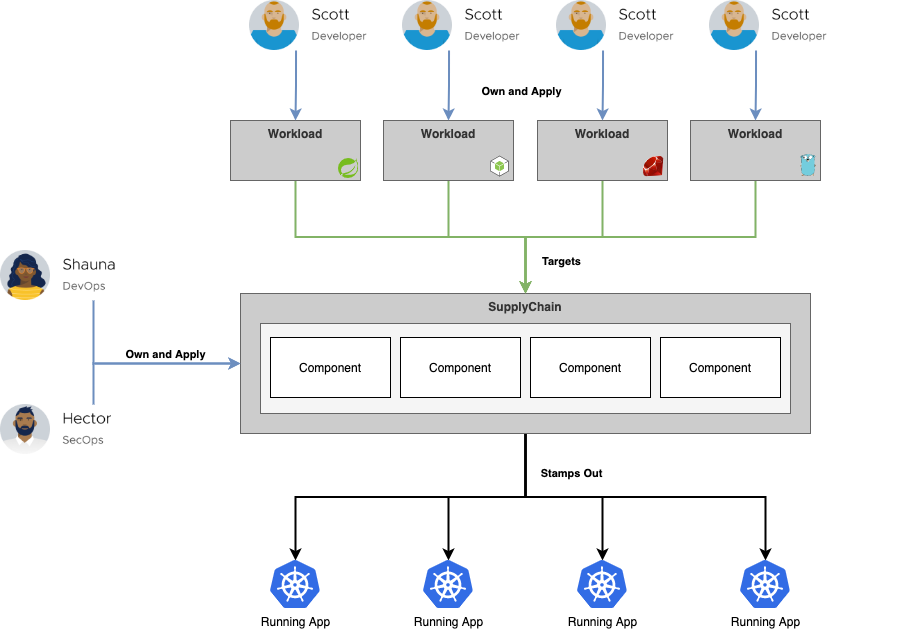 Scott
Developer
Scott
Developer
Scott
Developer
Scott
Developer
Own and Apply
Workload
Workload
Workload
Workload
Targets
Shauna
DevOps
Own and Apply
Hector
SecOps
SupplyChain
Component
Component
Component
Component
Stamps Out
Running App
Running App
Running App
Running App